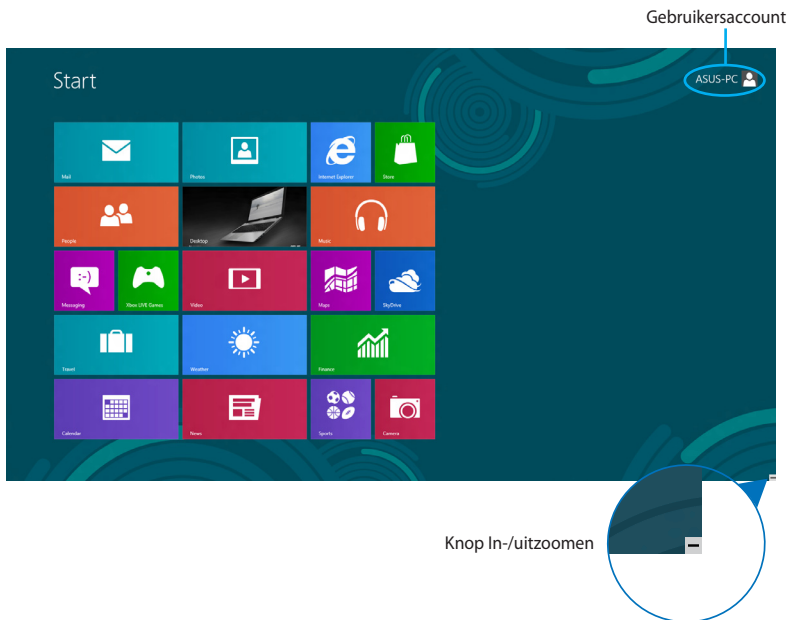 Gebruikersaccount
Start
ASUS-PC
Mail
Photos
Internet Explorer
Store
People
Desktop
Music
Messaging
Xbox LIVE Games
Video
Maps
SkyDrive
Travel
Weather
Finance
Calendar
News
Sports
Camera
Knop In-/uitzoomen